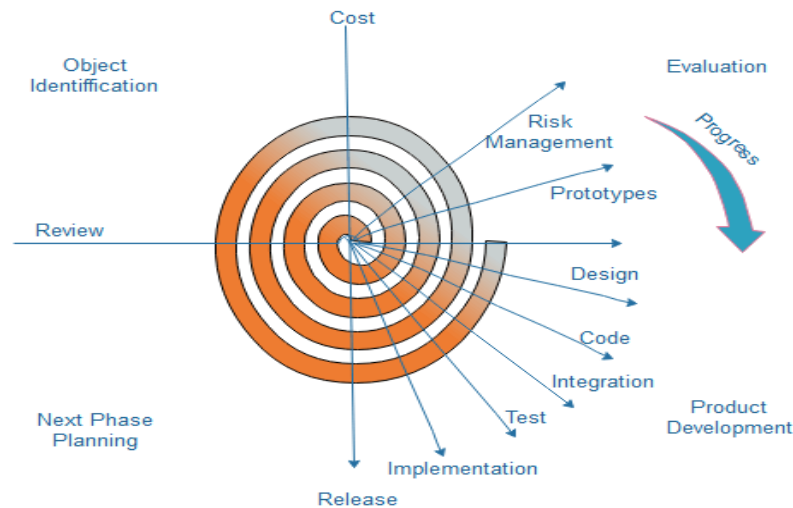 Cost
Object
Identiffication
Evaluation
Risk
Management
Progress
Prototypes
Review
Design
Code
Integration
Test
Next Phase
Planning
Product
Development
Implementation
Release